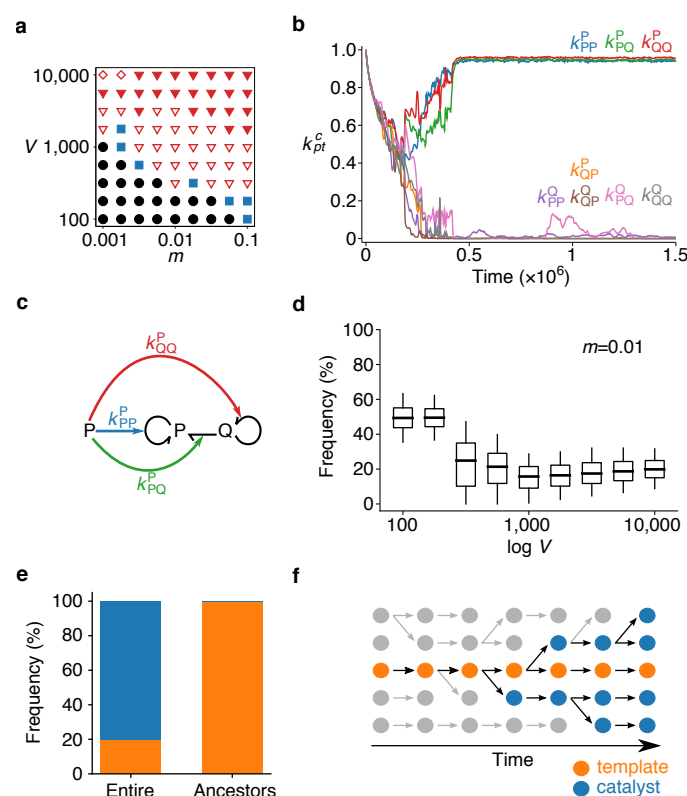 a
10,000
V 1,000
100
0.001 0.01 0.1
m
b
k^P_PP k^P_PQ k^P_QQ
1.0
0.8
0.6
0.4
0.2
0
k^c_pt
k^P_QP
k^Q_PP k^Q_QP k^Q_PQ k^Q_QQ
0 0.5 1 1.5
Time (×10^6)
c
k^P_QQ
k^P_PP
P P Q
k^P_PQ
d
m=0.01
Frequency (%)
100
80
60
40
20
0
100 1,000 10,000
log V
e
Frequency (%)
100
80
60
40
20
0
Entire Ancestors
f
Time
template
catalyst